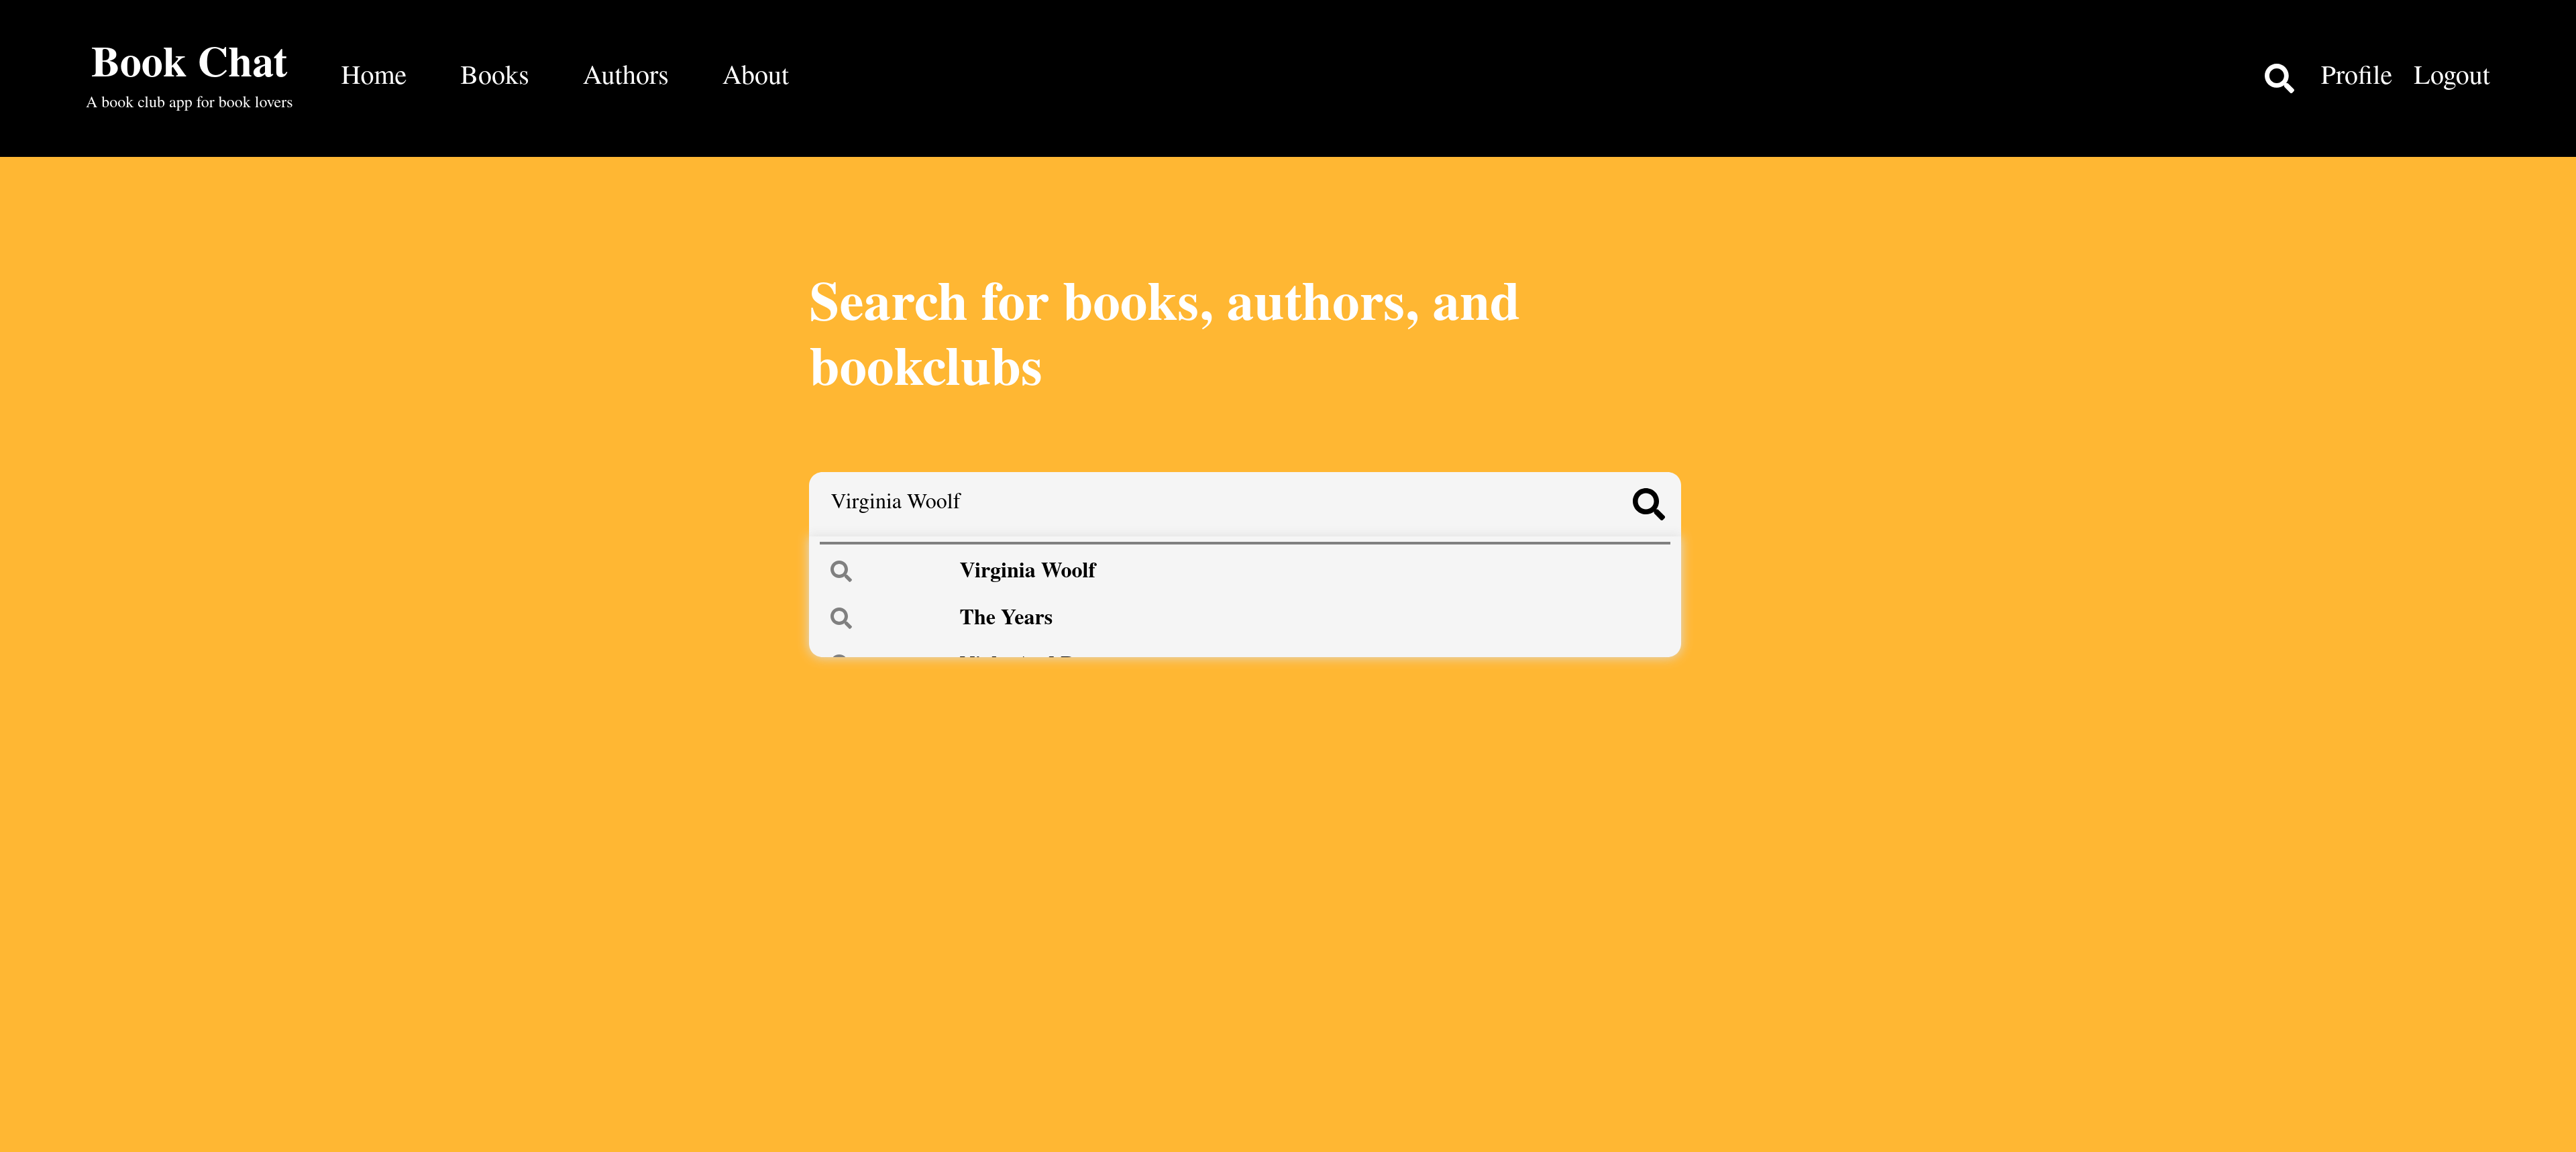 Book Chat
A book club app for book lovers
Home Books Authors About
Profile Logout
Search for books, authors, and
bookclubs
Virginia Woolf
Virginia Woolf
The Years